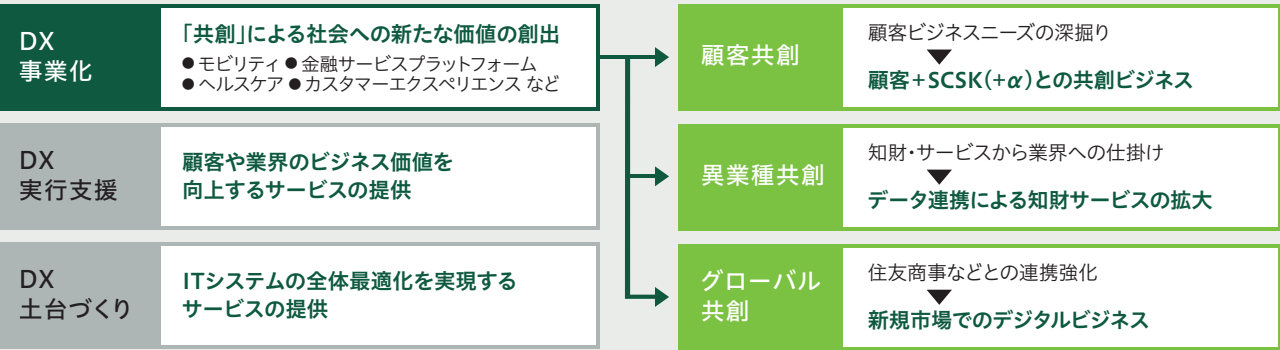 DX
事業化
「共創」による社会への新たな価値の創出
●モビリティ ●金融サービスプラットフォーム
●ヘルスケア ●カスタマーエクスペリエンス など
DX
実行支援
顧客や業界のビジネス価値を
向上するサービスの提供
DX
土台づくり
ITシステムの全体最適化を実現する
サービスの提供
顧客共創
顧客ビジネスニーズの深掘り
顧客+SCSK(+α)との共創ビジネス
異業種共創
知財・サービスから業界への仕掛け
データ連携による知財サービスの拡大
グローバル
共創
住友商事などとの連携強化
新規市場でのデジタルビジネス